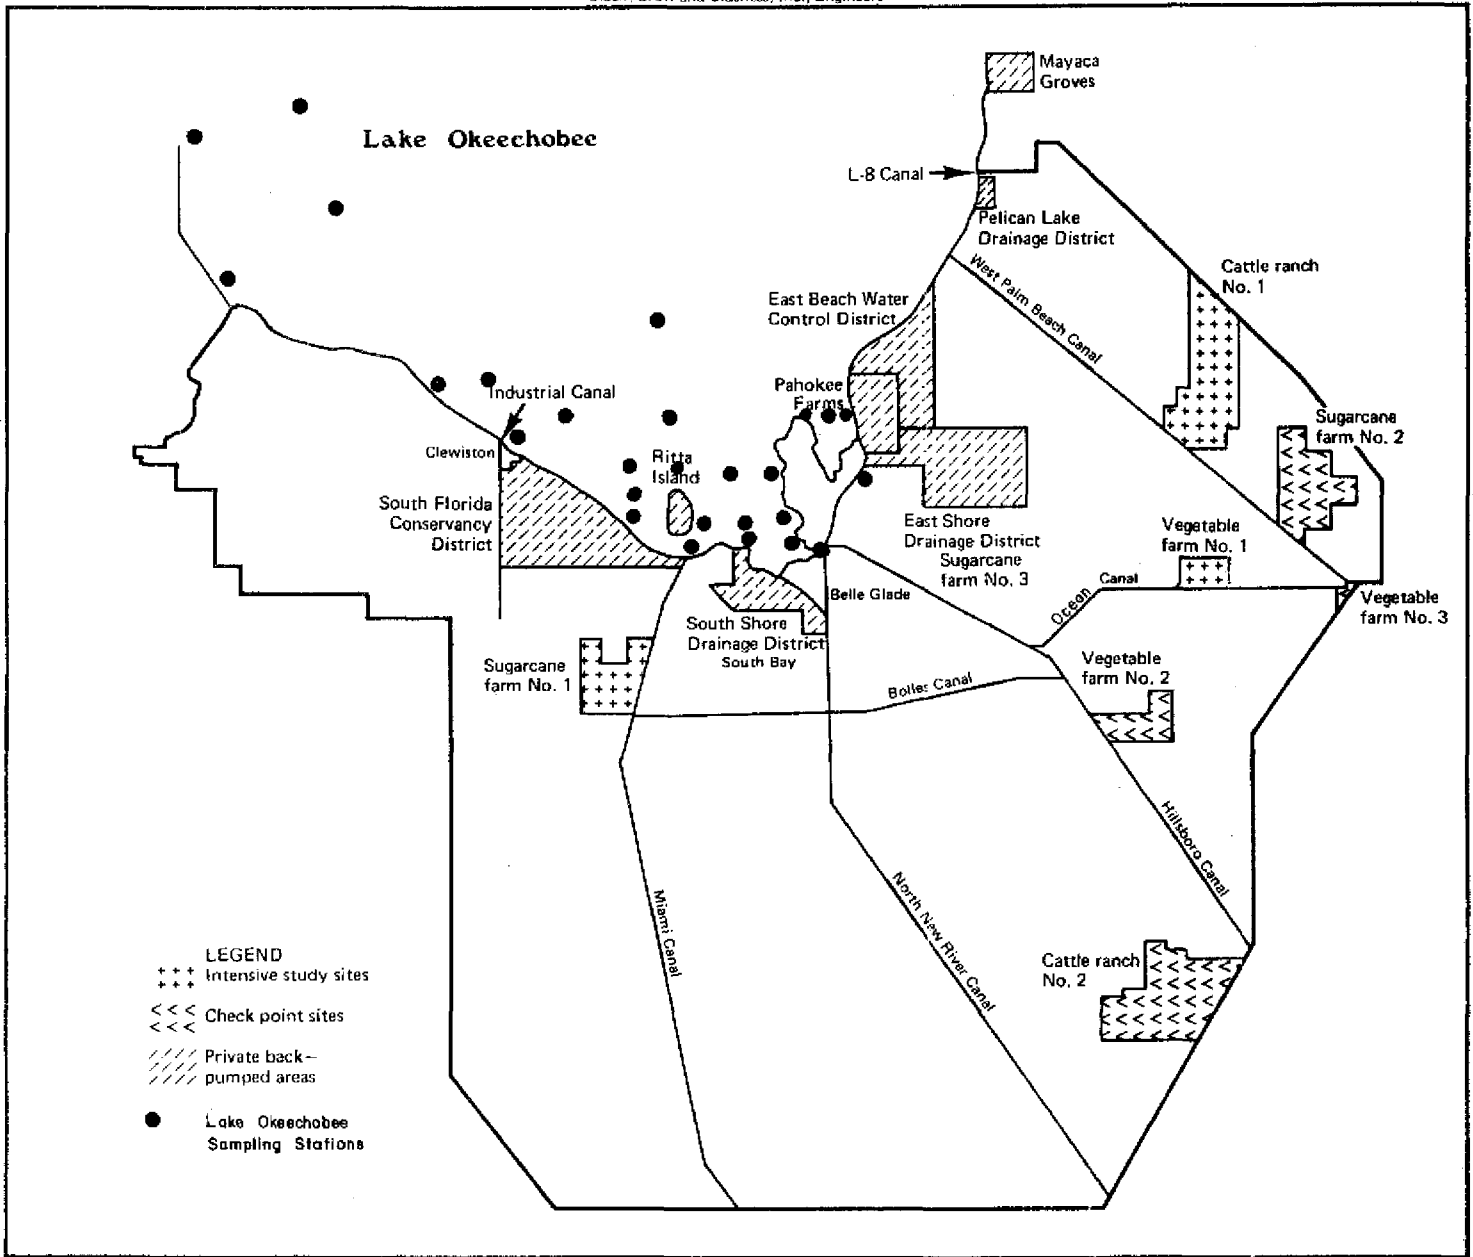 Mayaca
Groves
Lake Okeechobee
L-8 Canal
Pelican Lake
Drainage District
West Palm Beach Canal
Cattle ranch
No. 1
East Beach Water
Control District
Pahokee
Farms
Industrial Canal
Clewiston
Ritta
Island
Sugarcane
farm No. 2
South Florida
Conservancy
District
East Shore
Drainage District
Sugarcane
farm No. 3
Vegetable
farm No. 1
Belle Glade
Ocean
Canal
Vegetable
farm No. 3
South Shore
Drainage District
South Bay
Sugarcane
farm No. 1
Vegetable
farm No. 2
Bolles Canal
Hillsboro Canal
Miami Canal
North New River Canal
Cattle ranch
No. 2
LEGEND
Intensive study sites
Check point sites
Private back-
pumped areas
Lake Okeechobee
Sampling Stations